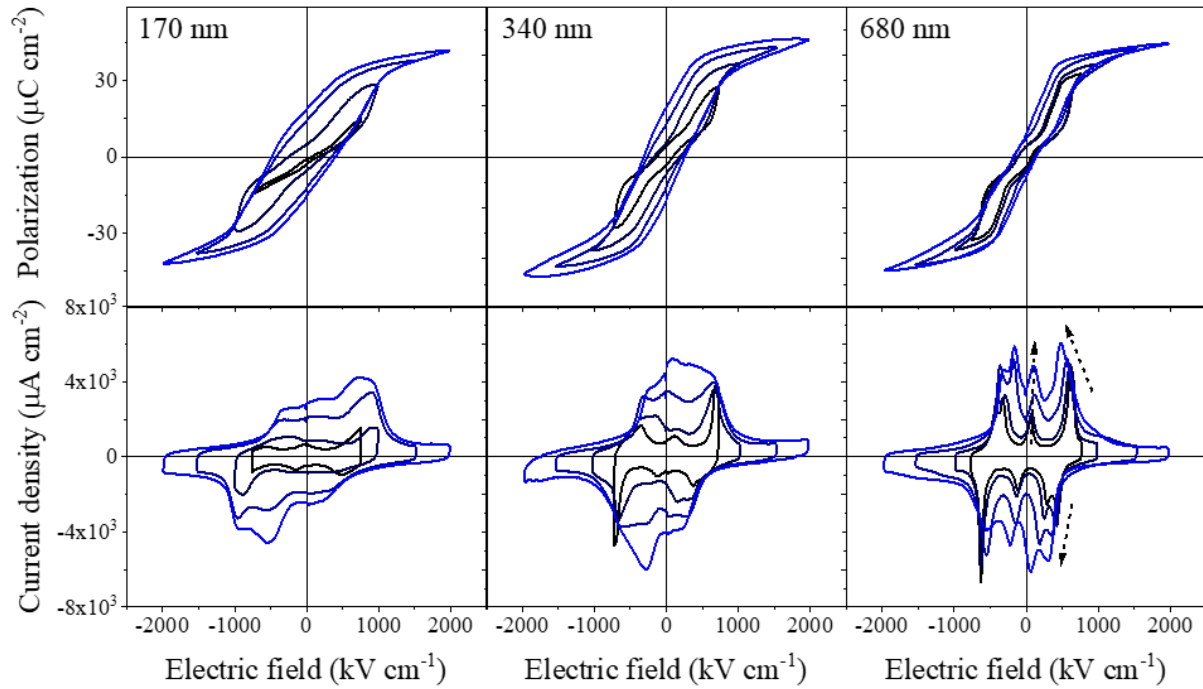 170 nm
340 nm
680 nm
Polarization (μC cm⁻²)
30
0
-30
Current density (μA cm⁻²)
8x10³
4x10³
0
-4x10³
-8x10³
-2000 -1000 0 1000 2000
-2000 -1000 0 1000 2000
-2000 -1000 0 1000 2000
Electric field (kV cm⁻¹)
Electric field (kV cm⁻¹)
Electric field (kV cm⁻¹)